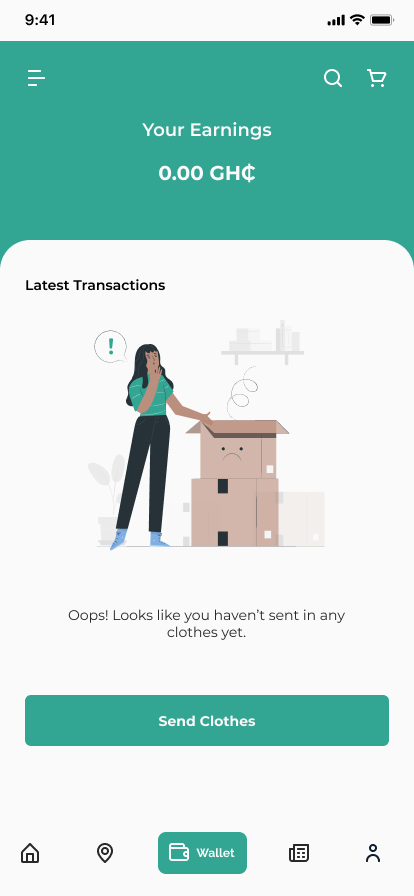 9:41
Your Earnings
0.00 GH₵
Latest Transactions
!
Oops! Looks like you haven’t sent in any
clothes yet.
Send Clothes
Wallet